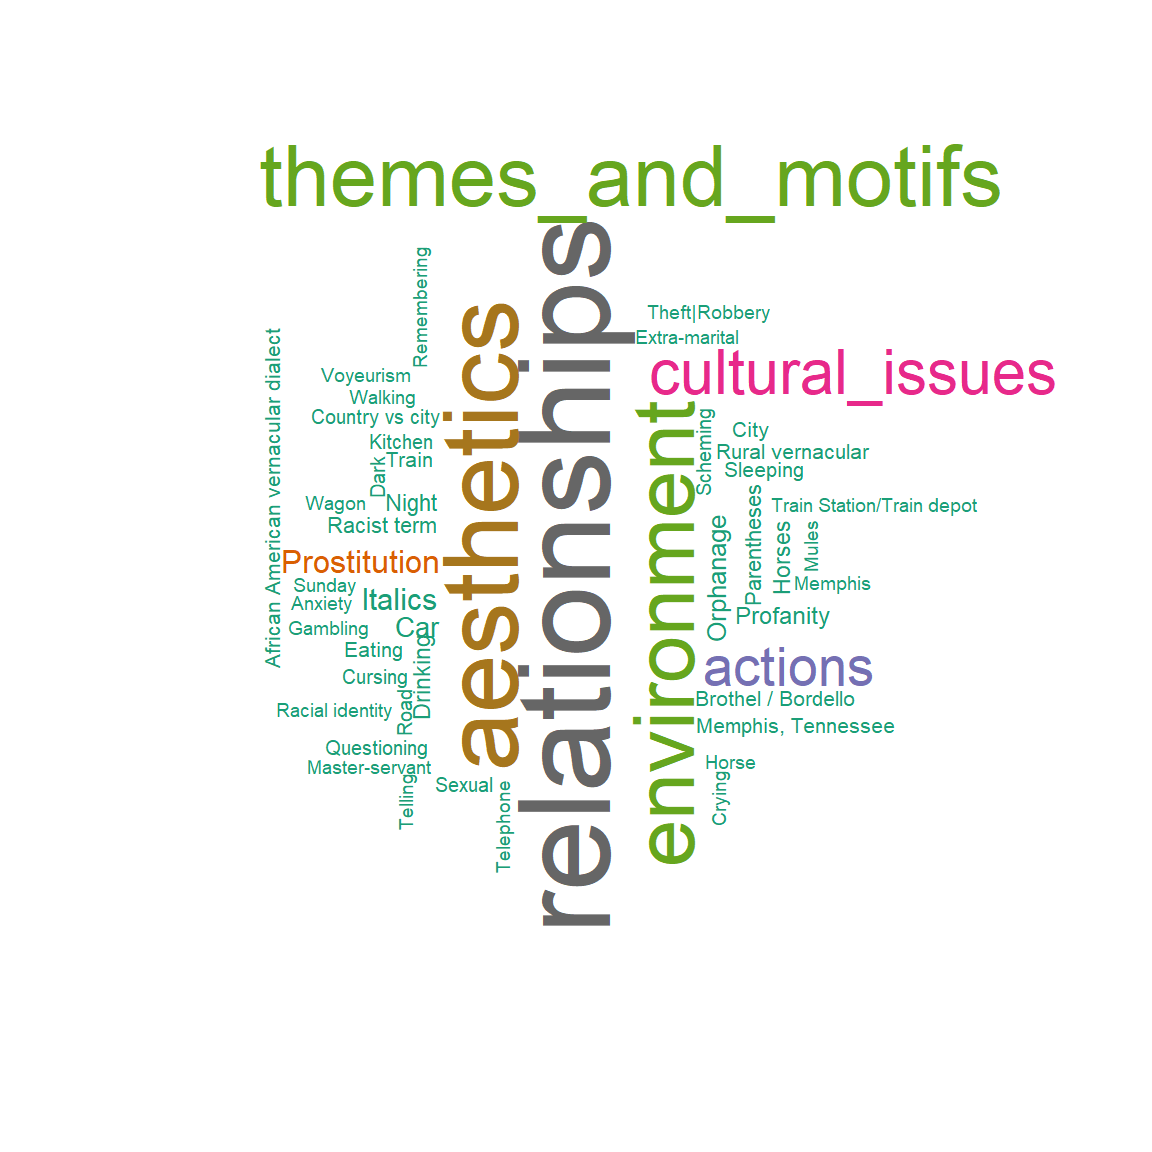 themes_and_motifs
relationships
aesthetics
environment
cultural_issues
actions
Remembering
African American vernacular dialect
Voyeurism
Walking
Country vs city
Kitchen
Train
Dark
Wagon
Night
Racist term
Prostitution
Sunday
Anxiety
Italics
Gambling
Car
Eating
Drinking
Cursing
Road
Racial identity
Questioning
Master-servant
Telling
Sexual
Telephone
Theft|Robbery
Extra-marital
Scheming
City
Rural vernacular
Sleeping
Train Station/Train depot
Parentheses
Horses
Mules
Orphanage
Memphis
Profanity
Brothel / Bordello
Memphis, Tennessee
Horse
Crying